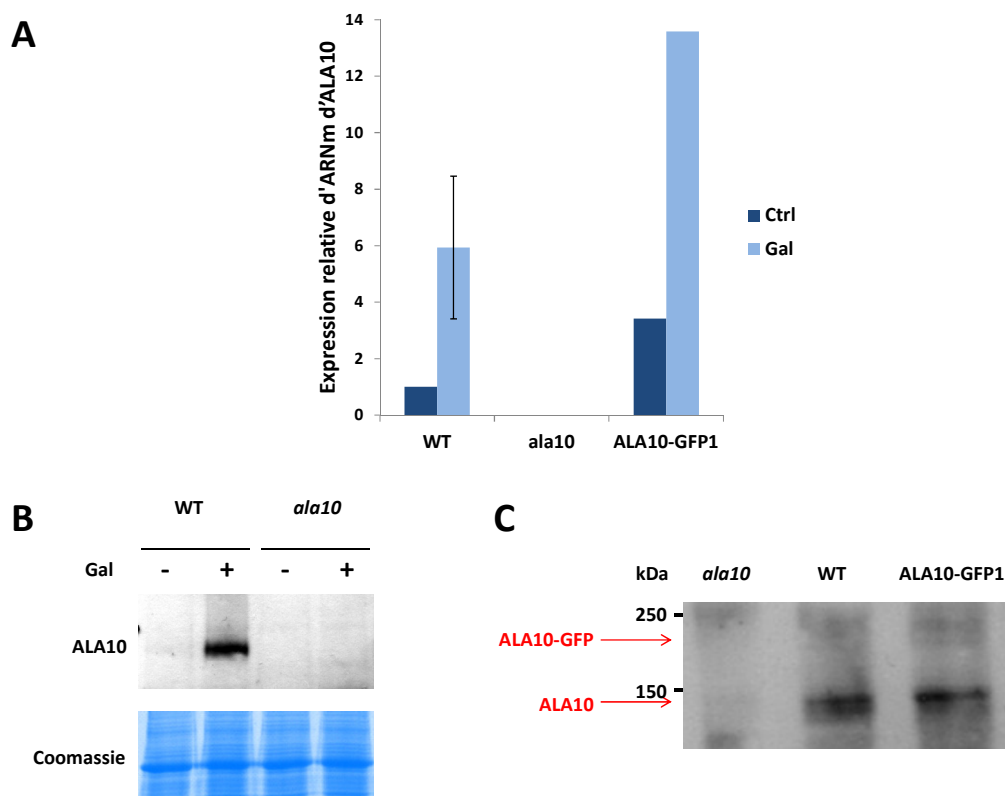 A
Expression relative d'ARNm d'ALA10
16
14
12
10
8
6
4
2
0
WT
ala10
ALA10-GFP1
Ctrl
Gal
B
WT ala10
Gal - + - +
ALA10
Coomassie
C
kDa ala10 WT ALA10-GFP1
250
ALA10-GFP
150
ALA10